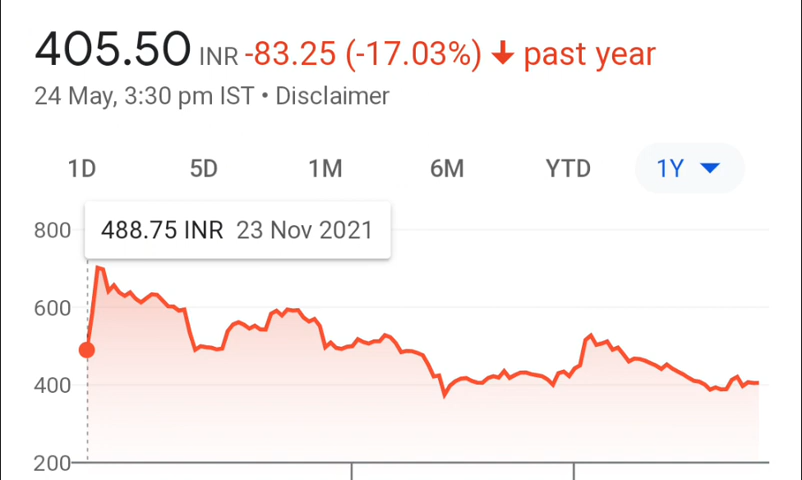 405.50 INR -83.25 (-17.03%) ↓ past year
24 May, 3:30 pm IST • Disclaimer
1D 5D 1M 6M YTD 1Y
800
488.75 INR 23 Nov 2021
600
400
200